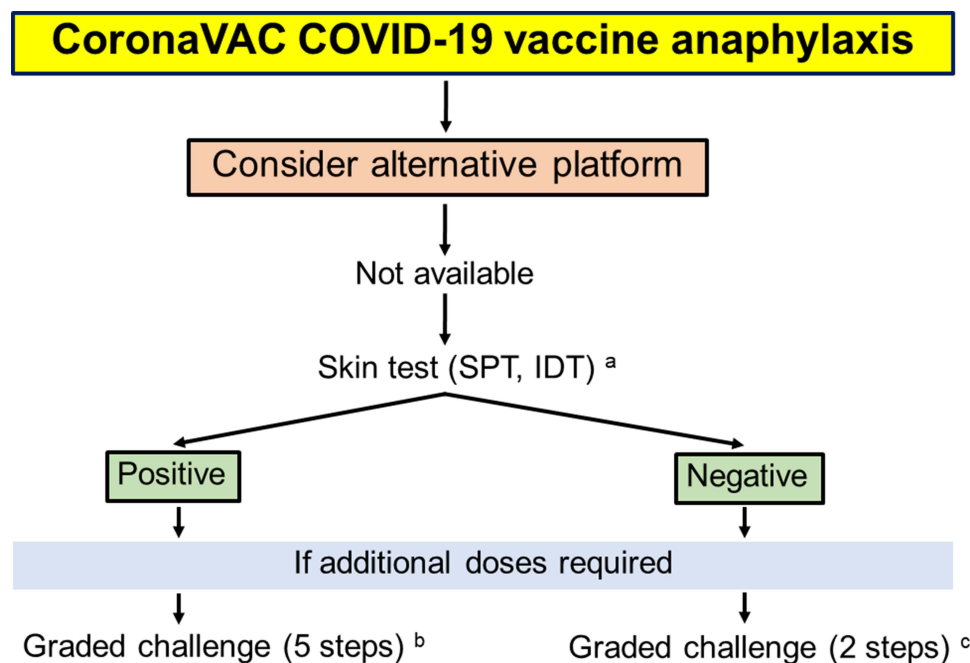 CoronaVAC COVID-19 vaccine anaphylaxis
Consider alternative platform
Not available
Skin test (SPT, IDT) a
Positive
Negative
If additional doses required
Graded challenge (5 steps) b
Graded challenge (2 steps) c